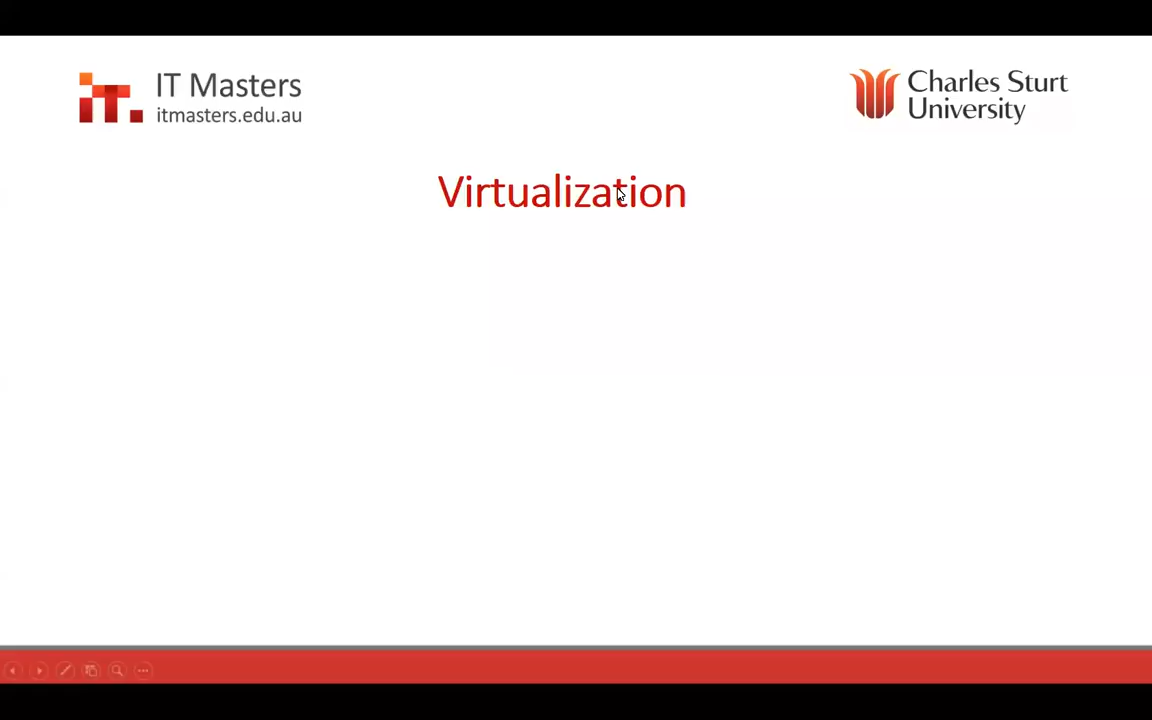 IT Masters
itmasters.edu.au
Charles Sturt
University
Virtualization